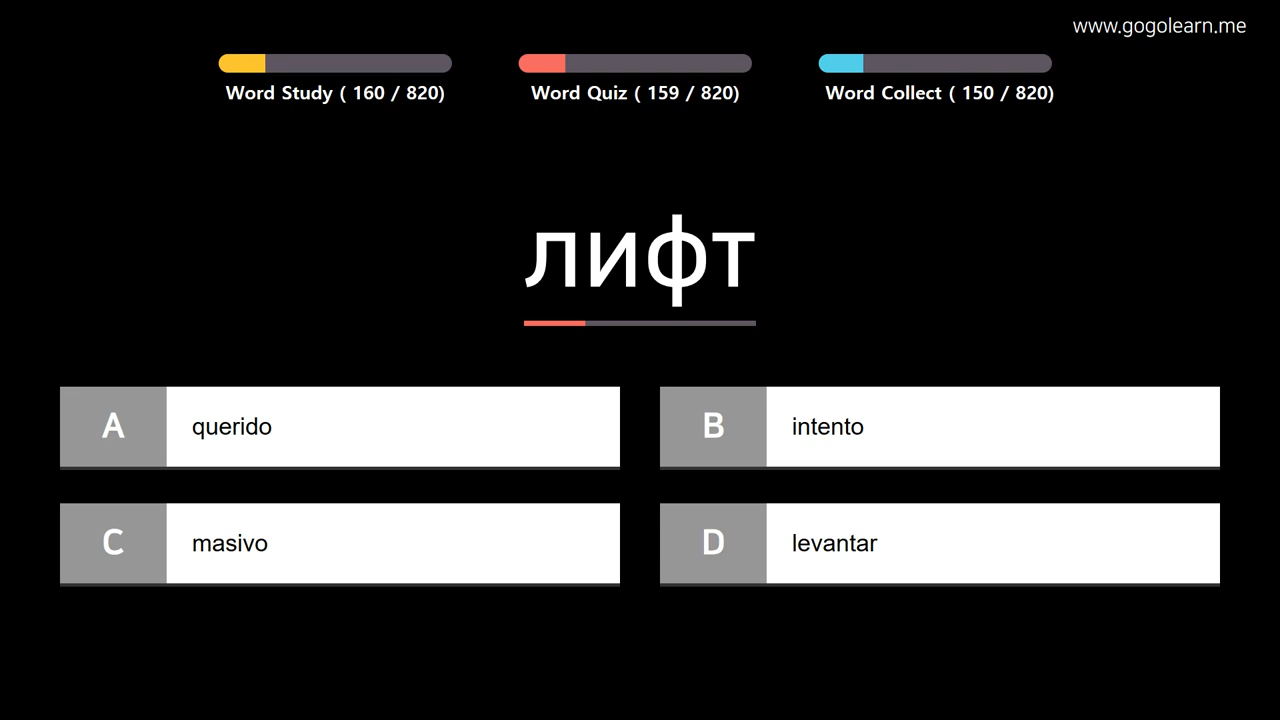 www.gogolearn.me
Word Study ( 160 / 820)
Word Quiz ( 159 / 820)
Word Collect ( 150 / 820)
лифт
A querido
B intento
C masivo
D levantar